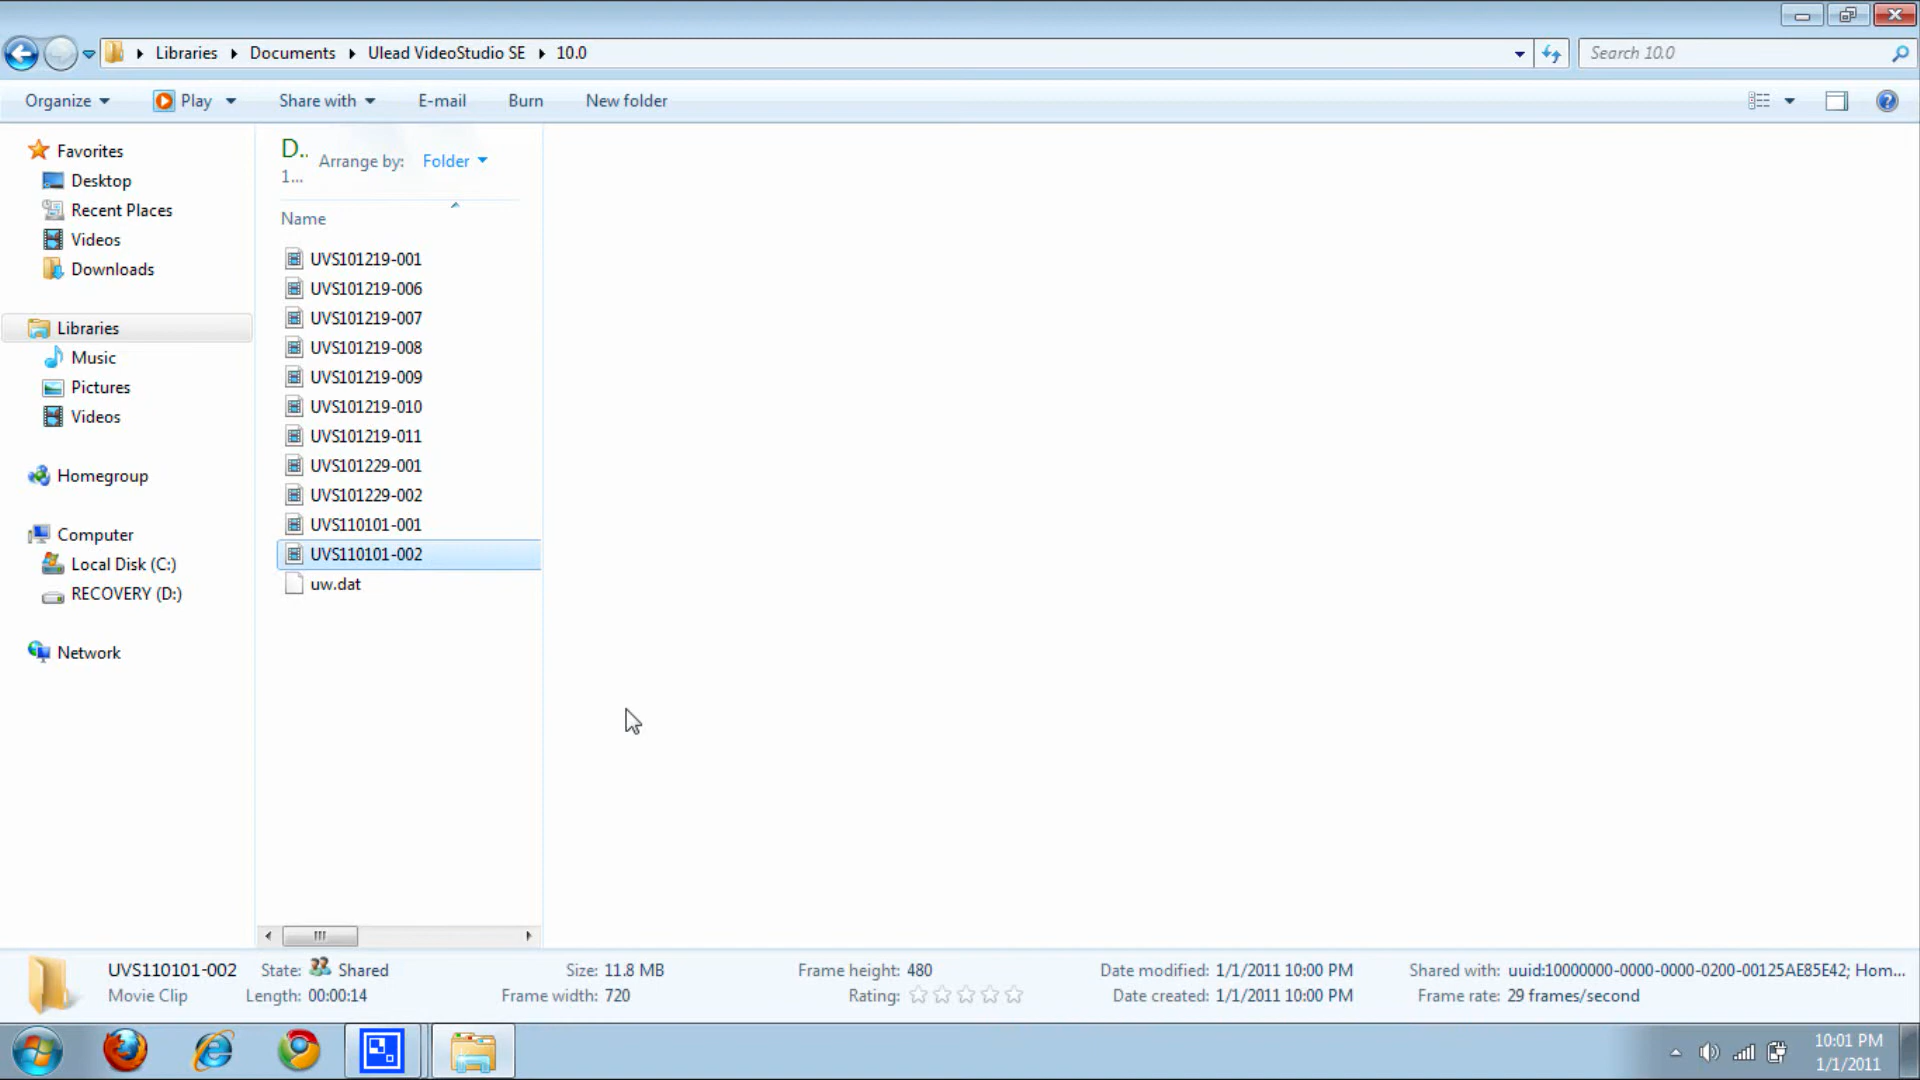 Libraries Documents Ulead VideoStudio SE 10.0
Search 10.0
Organize Play Share with E-mail Burn New folder
Favorites
Desktop
Recent Places
Videos
Downloads
Libraries
Music
Pictures
Videos
Homegroup
Computer
Local Disk (C:)
RECOVERY (D:)
Network
D..
1...
Arrange by: Folder
Name
UVS101219-001
UVS101219-006
UVS101219-007
UVS101219-008
UVS101219-009
UVS101219-010
UVS101219-011
UVS101229-001
UVS101229-002
UVS110101-001
UVS110101-002
uw.dat
UVS110101-002 State: Shared Size: 11.8 MB Frame height: 480 Date modified: 1/1/2011 10:00 PM Shared with: uuid:10000000-0000-0000-0200-00125AE85E42; Hom...
Movie Clip Length: 00:00:14 Frame width: 720 Rating: Date created: 1/1/2011 10:00 PM Frame rate: 29 frames/second
10:01 PM
1/1/2011